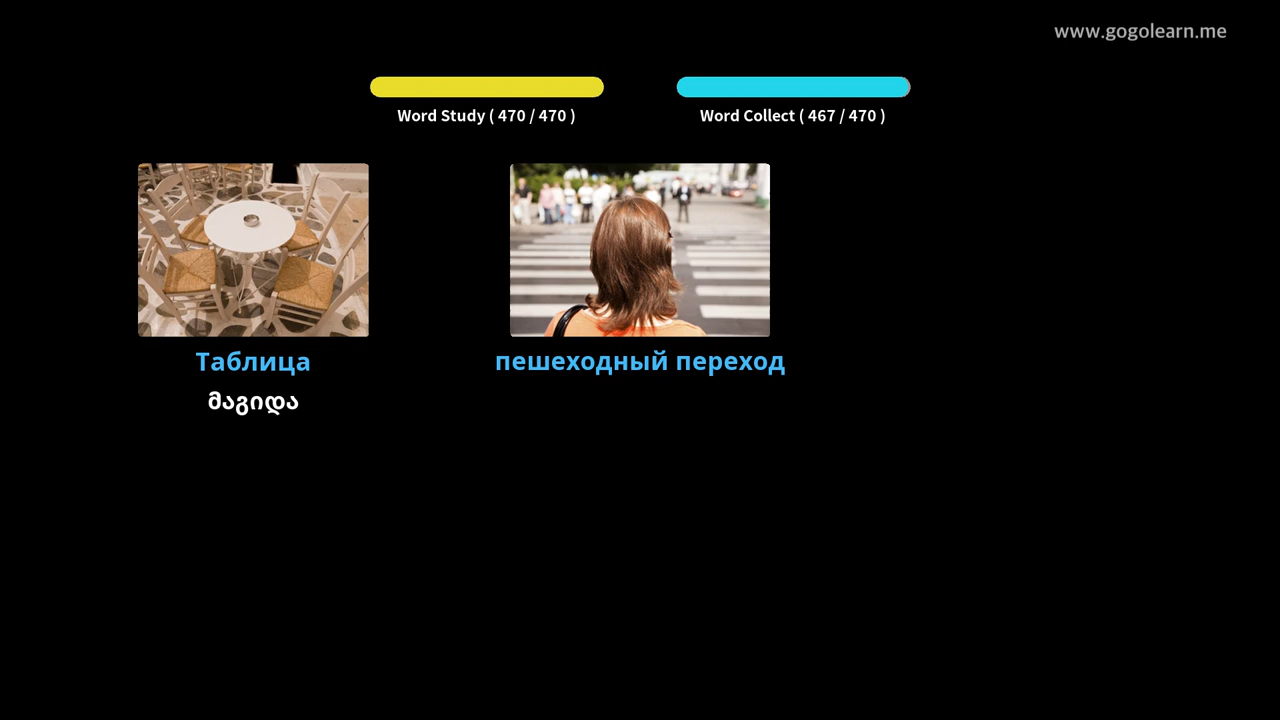 www.gogolearn.me
Word Study ( 470 / 470 )
Word Collect ( 467 / 470 )
Таблица
მაგიდა
пешеходный переход